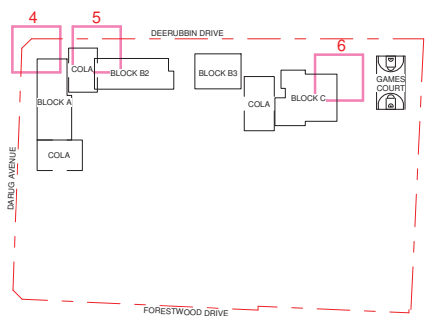 4
5
6
DEERUBBIN DRIVE
COLA
BLOCK B2
BLOCK B3
BLOCK A
COLA
BLOCK C
GAMES
COURT
COLA
DARUG AVENUE
FORESTWOOD DRIVE